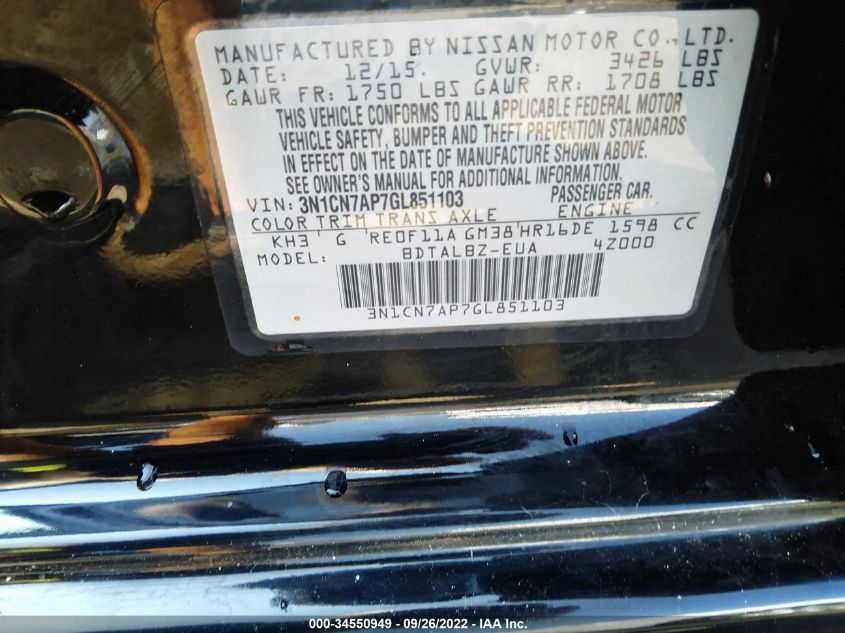 MANUFACTURED BY NISSAN MOTOR CO., LTD.
DATE: 12/15. GVWR: 3426 LBS
GAWR FR: 1750 LBS GAWR RR: 1708 LBS
THIS VEHICLE CONFORMS TO ALL APPLICABLE FEDERAL MOTOR
VEHICLE SAFETY, BUMPER AND THEFT PREVENTION STANDARDS
IN EFFECT ON THE DATE OF MANUFACTURE SHOWN ABOVE.
SEE OWNER'S MANUAL FOR ADDITIONAL INFORMATION.
VIN: 3N1CN7AP7GL851103 PASSENGER CAR.
COLOR TRIM TRANS AXLE ENGINE
KH3 ' G 'RE0F11A GM38'HR16DE 1598 CC
MODEL: BDTALBZ-EUA 4Z000
3N1CN7AP7GL851103
000-34550949 - 09/26/2022 - IAA Inc.